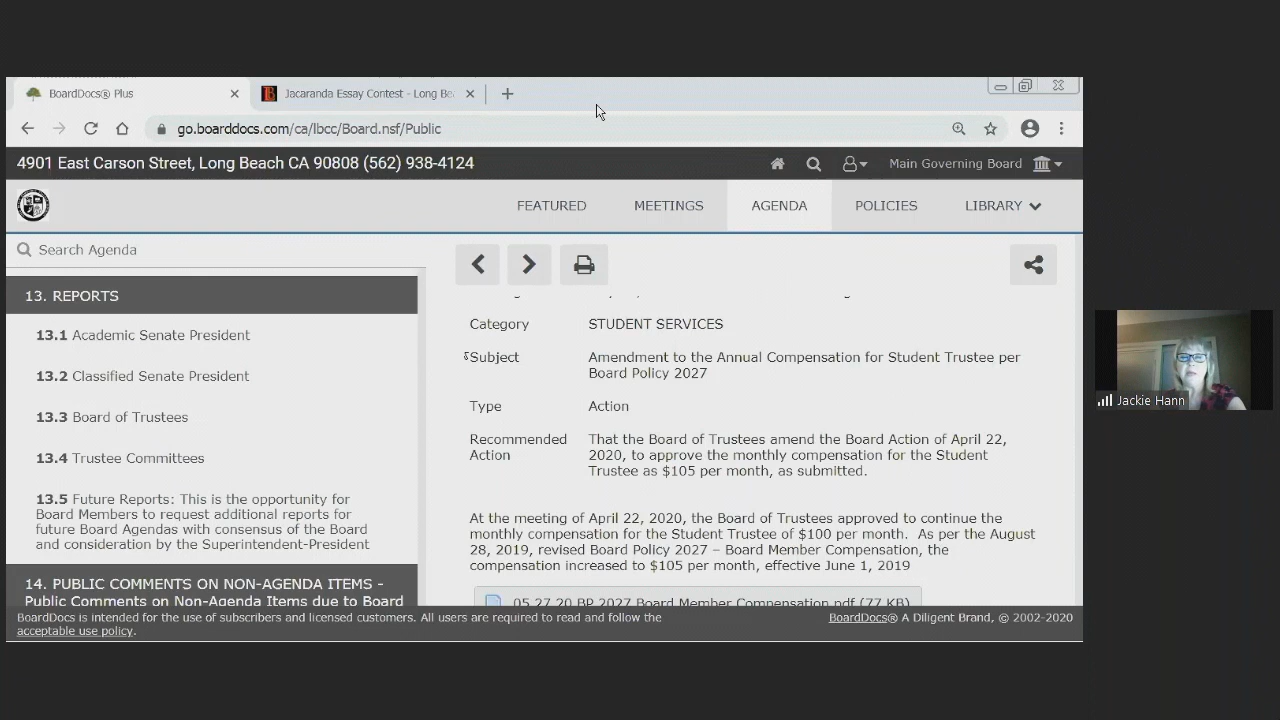 BoardDocs® Plus
Jacaranda Essay Contest - Long Be
go.boarddocs.com/ca/lbcc/Board.nsf/Public
4901 East Carson Street, Long Beach CA 90808 (562) 938-4124
Main Governing Board
FEATURED
MEETINGS
AGENDA
POLICIES
LIBRARY
Search Agenda
13. REPORTS
13.1 Academic Senate President
13.2 Classified Senate President
13.3 Board of Trustees
13.4 Trustee Committees
13.5 Future Reports: This is the opportunity for
Board Members to request additional reports for
future Board Agendas with consensus of the Board
and consideration by the Superintendent-President
14. PUBLIC COMMENTS ON NON-AGENDA ITEMS -
Public Comments on Non-Agenda Items due to Board
Category STUDENT SERVICES
Subject Amendment to the Annual Compensation for Student Trustee per
Board Policy 2027
Type Action
Recommended That the Board of Trustees amend the Board Action of April 22,
Action 2020, to approve the monthly compensation for the Student
Trustee as $105 per month, as submitted.
At the meeting of April 22, 2020, the Board of Trustees approved to continue the
monthly compensation for the Student Trustee of $100 per month. As per the August
28, 2019, revised Board Policy 2027 – Board Member Compensation, the
compensation increased to $105 per month, effective June 1, 2019
05.27.20 BP 2027 Board Member Compensation.pdf (77 KB)
BoardDocs is intended for the use of subscribers and licensed customers. All users are required to read and follow the
acceptable use policy.
BoardDocs® A Diligent Brand, © 2002-2020
Jackie Hann